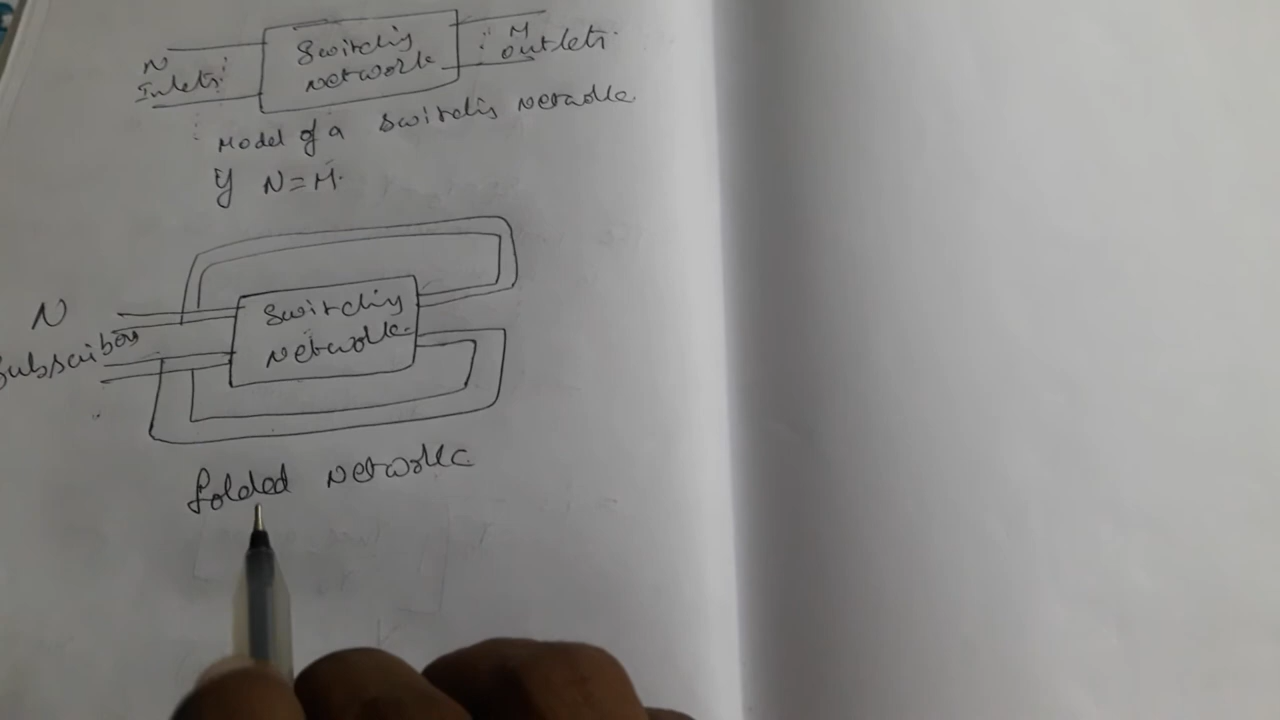 N
Inlets
Switching
network
M
outlets
Model of a switching network
If N=M.
N
Subscribers
Switching
network
folded network